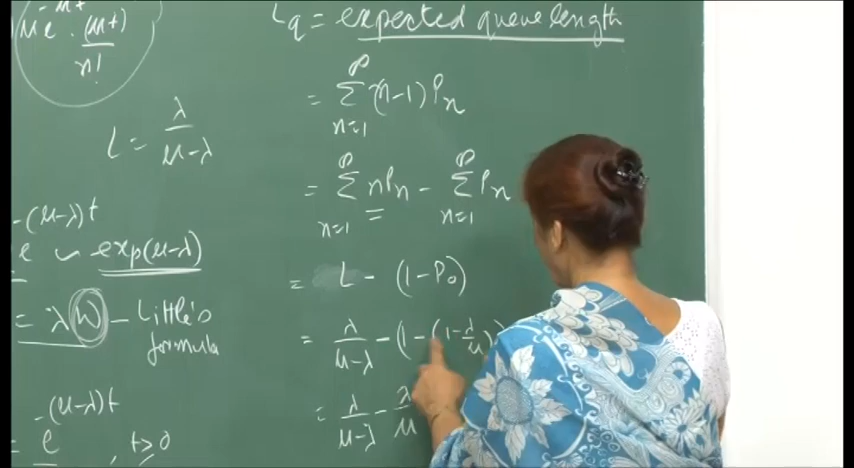 μe^{-μt} · (μt)/n!
L = λ/(μ-λ)
e^{-(μ-λ)t} ~ exp(μ-λ)
= λW - Little's
formula
= e^{-(μ-λ)t}, t≥0
Lq = expected queue length
= ∑_{n=1}^{∞} (n-1)Pn
= ∑_{n=1}^{∞} nPn - ∑_{n=1}^{∞} Pn
= L - (1-P0)
= λ/(μ-λ) - (1-(1-λ/μ))
= λ/(μ-λ) - λ/μ